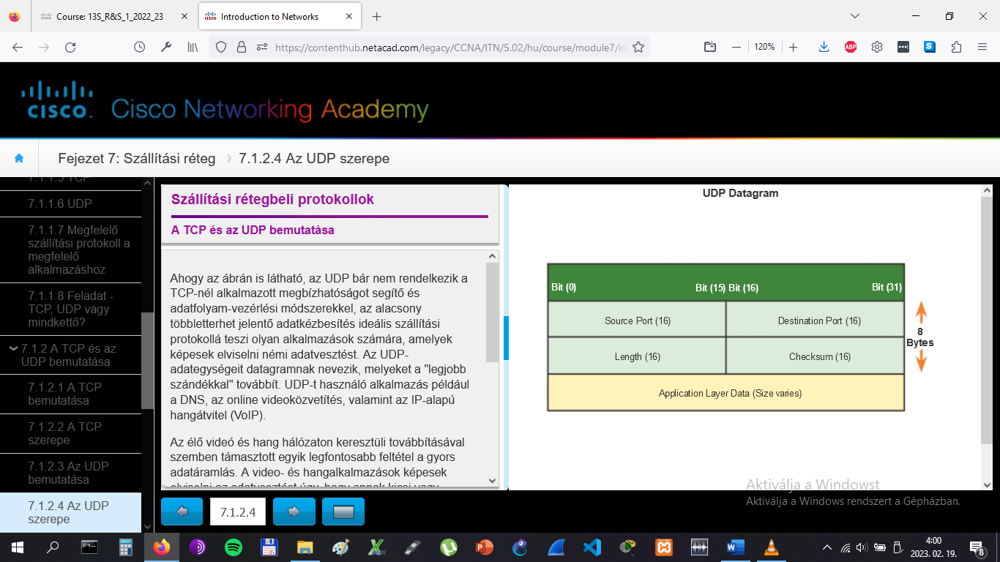 Course: 13S_R&S_1_2022_23
Introduction to Networks
https://contenthub.netacad.com/legacy/CCNA/ITN/5.02/hu/course/module7/in
120%
ABP
S
CISCO
Cisco Networking Academy
Fejezet 7: Szállítási réteg
7.1.2.4 Az UDP szerepe
7.1.1.5 TCP
7.1.1.6 UDP
7.1.1.7 Megfelelő
szállítási protokoll a
megfelelő
alkalmazáshoz
7.1.1.8 Feladat -
TCP, UDP vagy
mindkettő?
7.1.2 A TCP és az
UDP bemutatása
7.1.2.1 A TCP
bemutatása
7.1.2.2 A TCP
szerepe
7.1.2.3 Az UDP
bemutatása
7.1.2.4 Az UDP
szerepe
Szállítási rétegbeli protokollok
A TCP és az UDP bemutatása
Ahogy az ábrán is látható, az UDP bár nem rendelkezik a
TCP-nél alkalmazott megbízhatóságot segítő és
adatfolyam-vezérlési módszerekkel, az alacsony
többletterhet jelentő adatkézbesítés ideális szállítási
protokollá teszi olyan alkalmazások számára, amelyek
képesek elviselni némi adatvesztést. Az UDP-
adategységeit datagramnak nevezik, melyeket a "legjobb
szándékkal" továbbít. UDP-t használó alkalmazás például
a DNS, az online videoközvetítés, valamint az IP-alapú
hangátvitel (VoIP).
Az élő videó és hang hálózaton keresztüli továbbításával
szemben támasztott egyik legfontosabb feltétel a gyors
adatáramlás. A video- és hangalkalmazások képesek
elviselni az adatvesztést úgy, hogy annak kicsi vagy
7.1.2.4
UDP Datagram
Bit (0)
Bit (15)
Bit (16)
Bit (31)
Source Port (16)
Destination Port (16)
Length (16)
Checksum (16)
Application Layer Data (Size varies)
8
Bytes
Aktiválja a Windowst
Aktiválja a Windows rendszert a Gépházban.
4:00
2023. 02. 19.
8